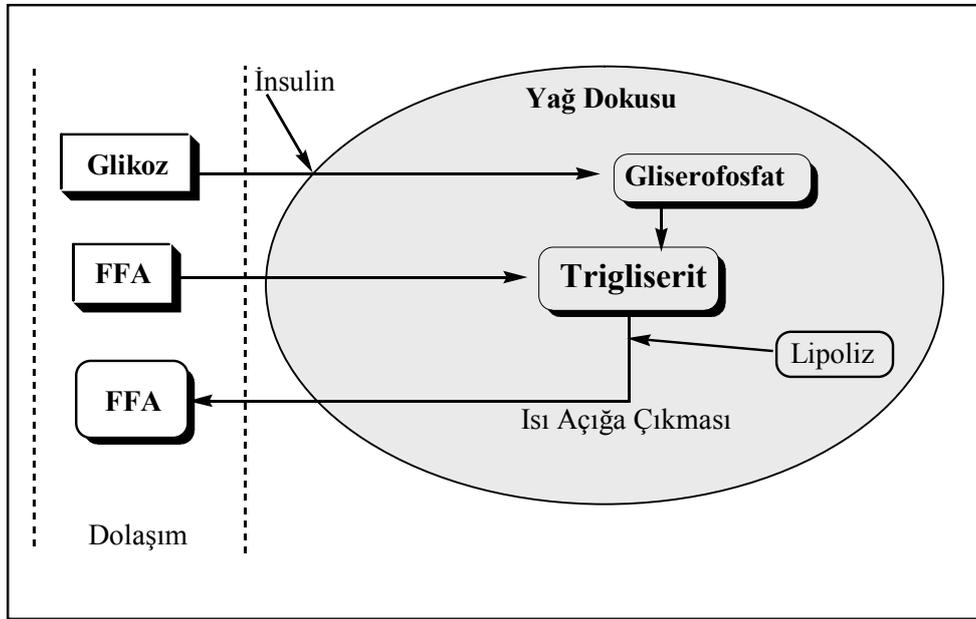 İnsulin
Yağ Dokusu
Glikoz
Gliserofosfat
FFA
Trigliserit
Lipoliz
FFA
Isı Açığa Çıkması
Dolaşım